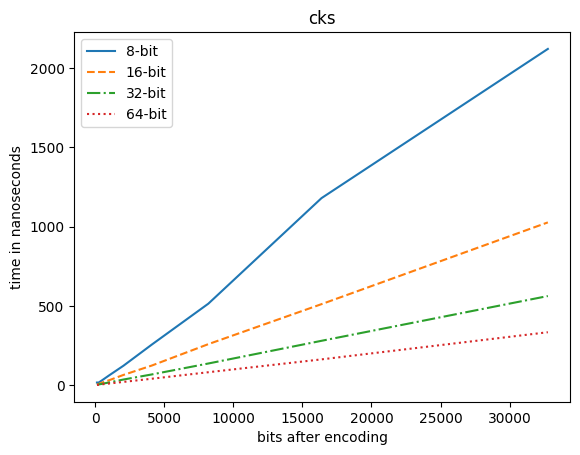 cks
8-bit
16-bit
32-bit
64-bit
time in nanoseconds
2000
1500
1000
500
0
0 5000 10000 15000 20000 25000 30000
bits after encoding